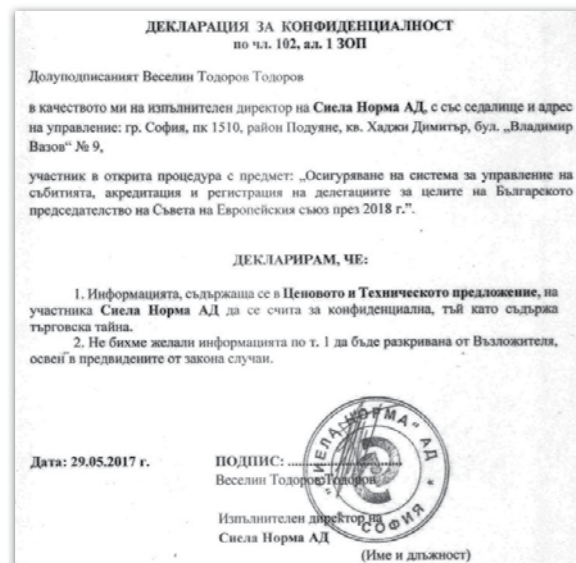 ДЕКЛАРАЦИЯ ЗА КОНФИДЕНЦИАЛНОСТ
по чл. 102, ал. 1 ЗОП
Долуподписаният Веселин Тодоров Тодоров
в качеството ми на изпълнителен директор на Сиела Норма АД, с със седалище и адрес
на управление: гр. София, пк 1510, район Подуяне, кв. Хаджи Димитър, бул. „Владимир
Вазов“ № 9,
участник в открита процедура с предмет: „Осигуряване на система за управление на
събитията, акредитация и регистрация на делегациите за целите на Българското
председателство на Съвета на Европейския съюз през 2018 г.”.
ДЕКЛАРИРАМ, ЧЕ:
1. Информацията, съдържаща се в Ценовото и Техническото предложение, на
участника Сиела Норма АД да се счита за конфиденциална, тъй като съдържа
търговска тайна.
2. Не бихме желали информацията по т. 1 да бъде разкривана от Възложителя,
освен в предвидените от закона случаи.
Дата: 29.05.2017 г.
ПОДПИС: ..........................
Веселин Тодоров Тодоров
Изпълнителен директор на
Сиела Норма АД
(Име и длъжност)
"СИЕЛА НОРМА" АД
* СОФИЯ *